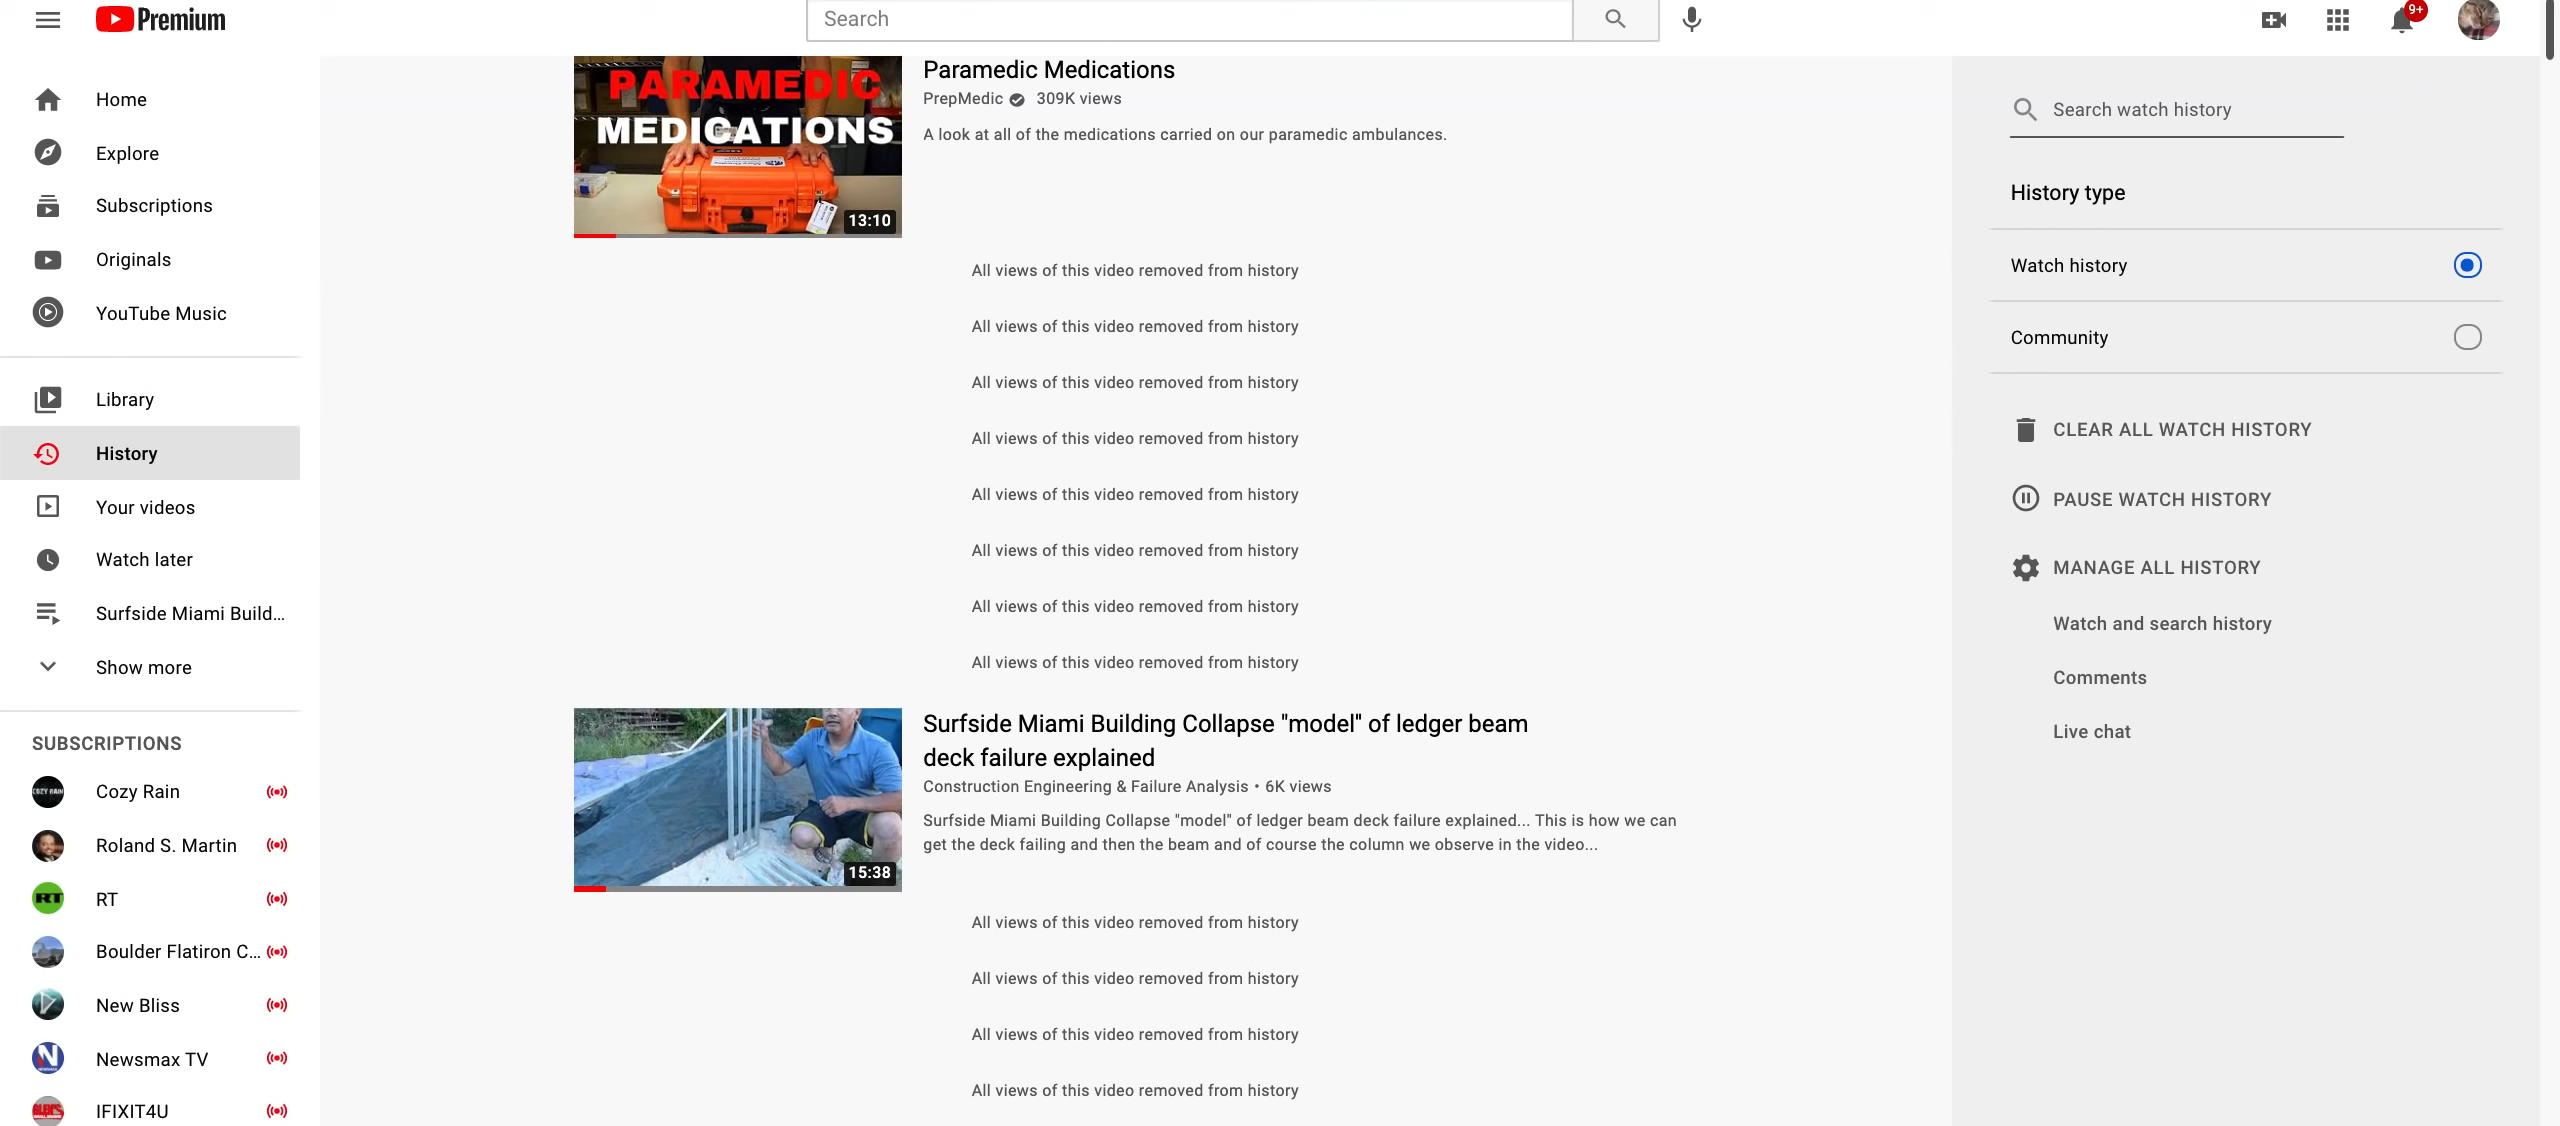 Premium
Search
9+
Home
Explore
Subscriptions
Originals
YouTube Music
Library
History
Your videos
Watch later
Surfside Miami Build...
Show more
SUBSCRIPTIONS
COZY RAIN
Cozy Rain
Roland S. Martin
RT
RT
Boulder Flatiron C...
New Bliss
N
Newsmax TV
IFIXIT4U
PARAMEDIC
MEDICATIONS
13:10
Paramedic Medications
PrepMedic 309K views
A look at all of the medications carried on our paramedic ambulances.
All views of this video removed from history
All views of this video removed from history
All views of this video removed from history
All views of this video removed from history
All views of this video removed from history
All views of this video removed from history
All views of this video removed from history
All views of this video removed from history
15:38
Surfside Miami Building Collapse "model" of ledger beam
deck failure explained
Construction Engineering & Failure Analysis • 6K views
Surfside Miami Building Collapse "model" of ledger beam deck failure explained... This is how we can
get the deck failing and then the beam and of course the column we observe in the video...
All views of this video removed from history
All views of this video removed from history
All views of this video removed from history
All views of this video removed from history
Search watch history
History type
Watch history
Community
CLEAR ALL WATCH HISTORY
PAUSE WATCH HISTORY
MANAGE ALL HISTORY
Watch and search history
Comments
Live chat